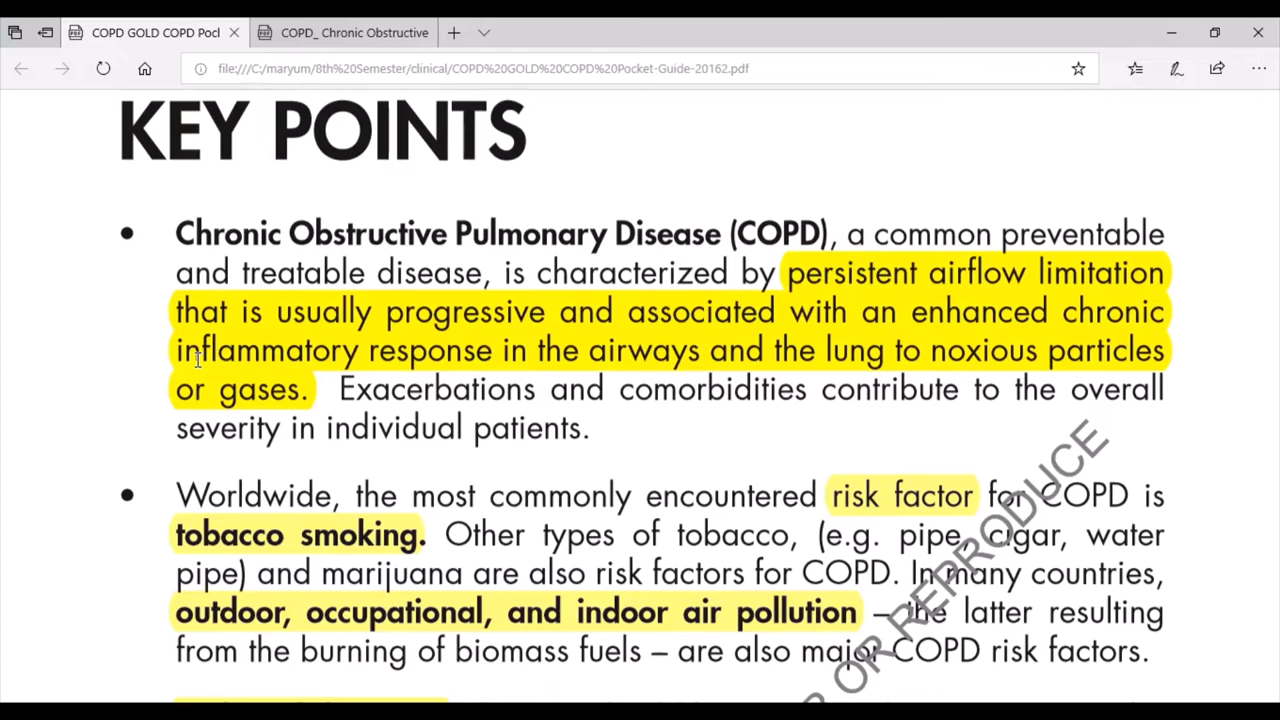 COPD GOLD COPD Pocl
COPD_ Chronic Obstructive
file:///C:/maryum/8th%20Semester/clinical/COPD%20GOLD%20COPD%20Pocket-Guide-20162.pdf
KEY POINTS
• Chronic Obstructive Pulmonary Disease (COPD), a common preventable
and treatable disease, is characterized by persistent airflow limitation
that is usually progressive and associated with an enhanced chronic
inflammatory response in the airways and the lung to noxious particles
or gases. Exacerbations and comorbidities contribute to the overall
severity in individual patients.
• Worldwide, the most commonly encountered risk factor for COPD is
tobacco smoking. Other types of tobacco, (e.g. pipe, cigar, water
pipe) and marijuana are also risk factors for COPD. In many countries,
outdoor, occupational, and indoor air pollution – the latter resulting
from the burning of biomass fuels – are also major COPD risk factors.
OR REPRODUCE